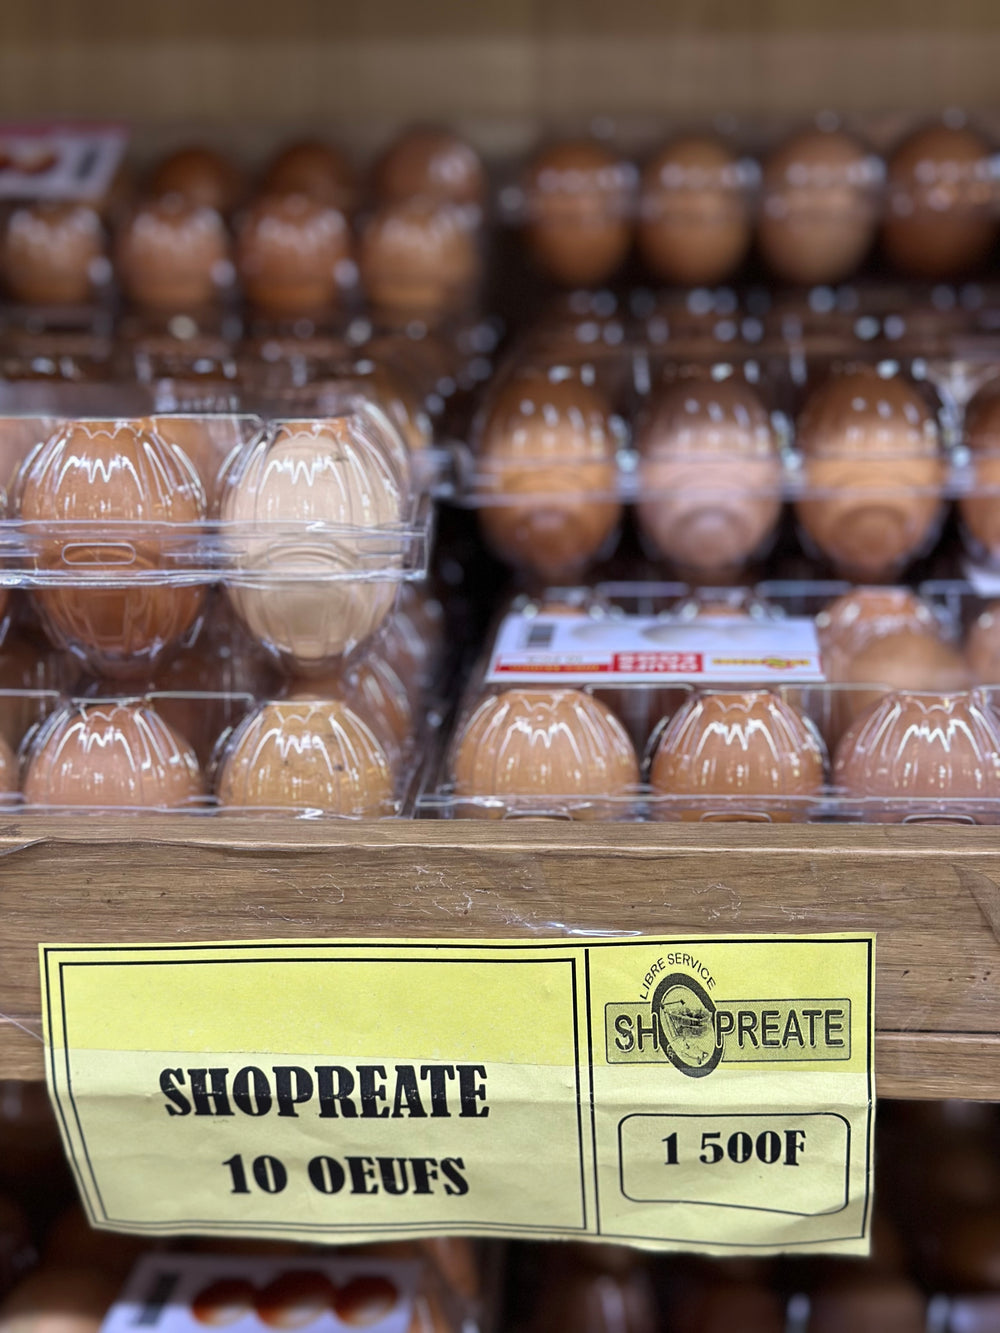 LIBRE SERVICE
SHOPREATE
SHOPREATE
10 OEUFS
1 500F